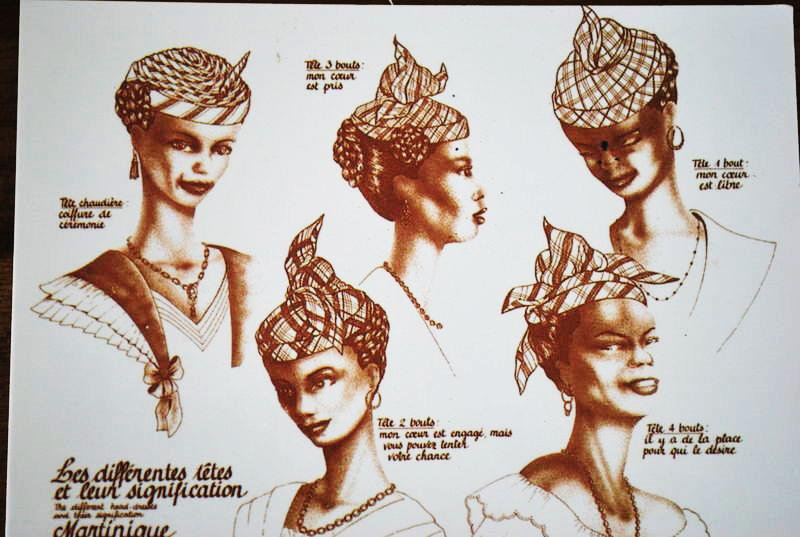 Tête 3 bouts:
mon cœur
est pris
Tête 1 bout:
mon cœur
est libre
Tête chaudière:
coiffure de
cérémonie
Tête 2 bouts:
mon cœur est engagé, mais
vous pouvez tenter
votre chance
Tête 4 bouts:
il y a de la place
pour qui le désire
Les différentes têtes
et leur signification
The different head-dresses
and their signification
Martinique